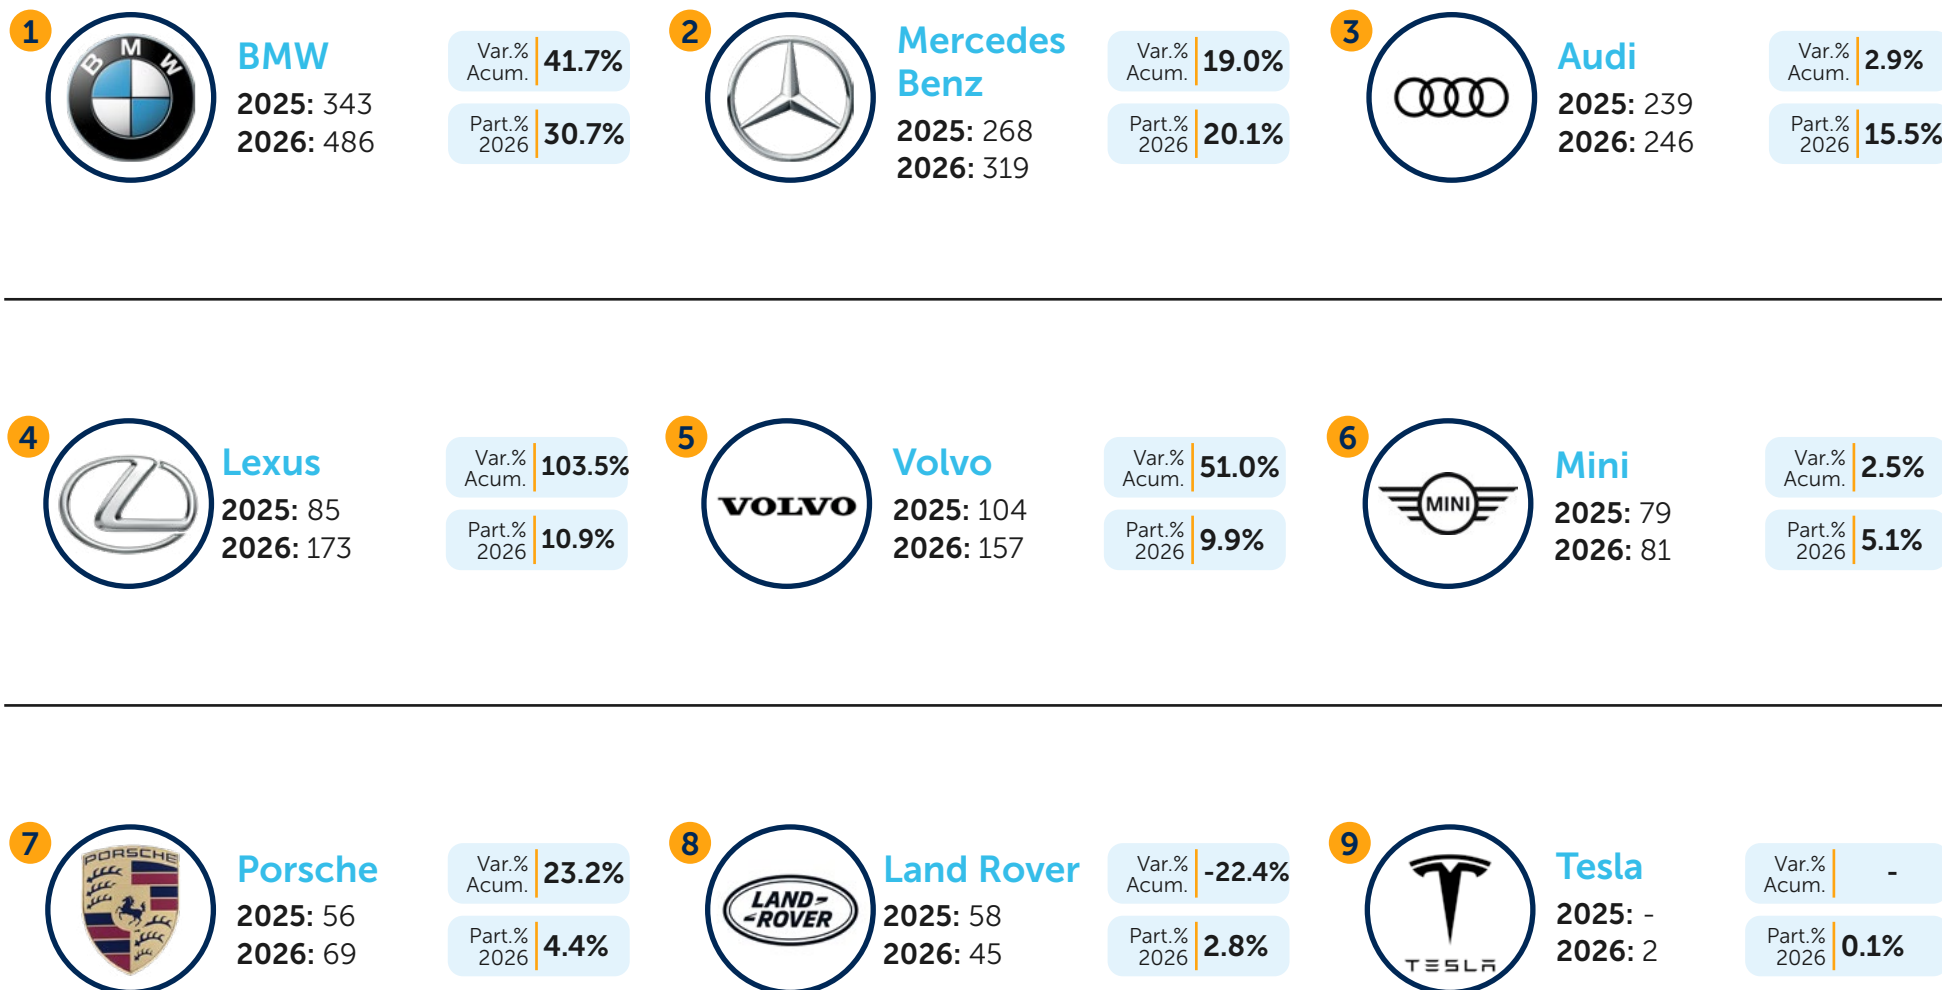 1
BMW
BMW
2025: 343
2026: 486
Var.%
Acum.
41.7%
Part.%
2026
30.7%
2
Mercedes
Benz
2025: 268
2026: 319
Var.%
Acum.
19.0%
Part.%
2026
20.1%
3
Audi
2025: 239
2026: 246
Var.%
Acum.
2.9%
Part.%
2026
15.5%
4
Lexus
2025: 85
2026: 173
Var.%
Acum.
103.5%
Part.%
2026
10.9%
5
VOLVO
Volvo
2025: 104
2026: 157
Var.%
Acum.
51.0%
Part.%
2026
9.9%
6
MINI
Mini
2025: 79
2026: 81
Var.%
Acum.
2.5%
Part.%
2026
5.1%
7
PORSCHE
Porsche
2025: 56
2026: 69
Var.%
Acum.
23.2%
Part.%
2026
4.4%
8
LAND-
-ROVER
Land Rover
2025: 58
2026: 45
Var.%
Acum.
-22.4%
Part.%
2026
2.8%
9
TESLA
Tesla
2025: -
2026: 2
Var.%
Acum.
-
Part.%
2026
0.1%